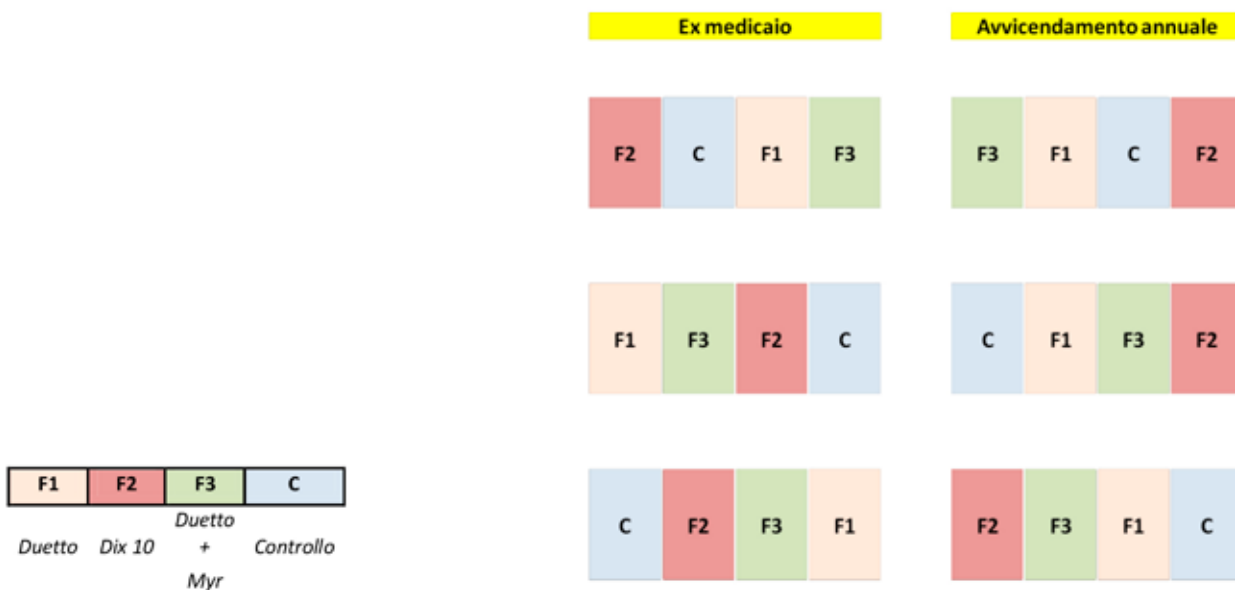 Ex medicaio Avvicendamento annuale
F2 C F1 F3 F3 F1 C F2
F1 F3 F2 C C F1 F3 F2
C F2 F3 F1 F2 F3 F1 C
F1 F2 F3 C
Duetto Dix 10 Duetto + Myr Controllo